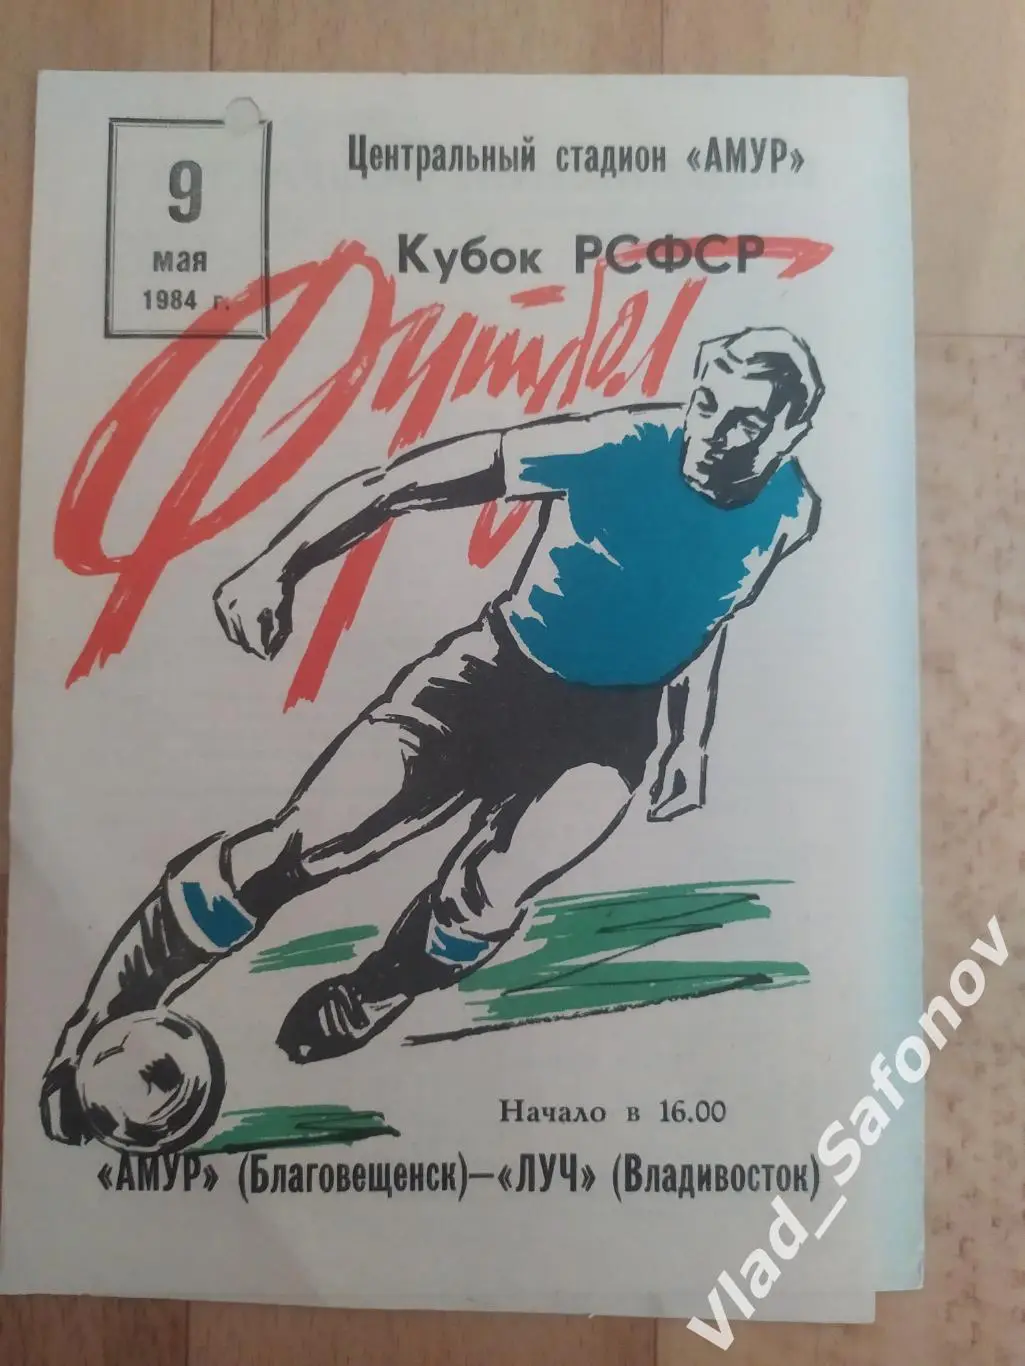 9
мая
1984 г.
Центральный стадион «АМУР»
Кубок РСФСР
Футбол
Начало в 16.00
«АМУР» (Благовещенск)—«ЛУЧ» (Владивосток)
Vlad_Safonov